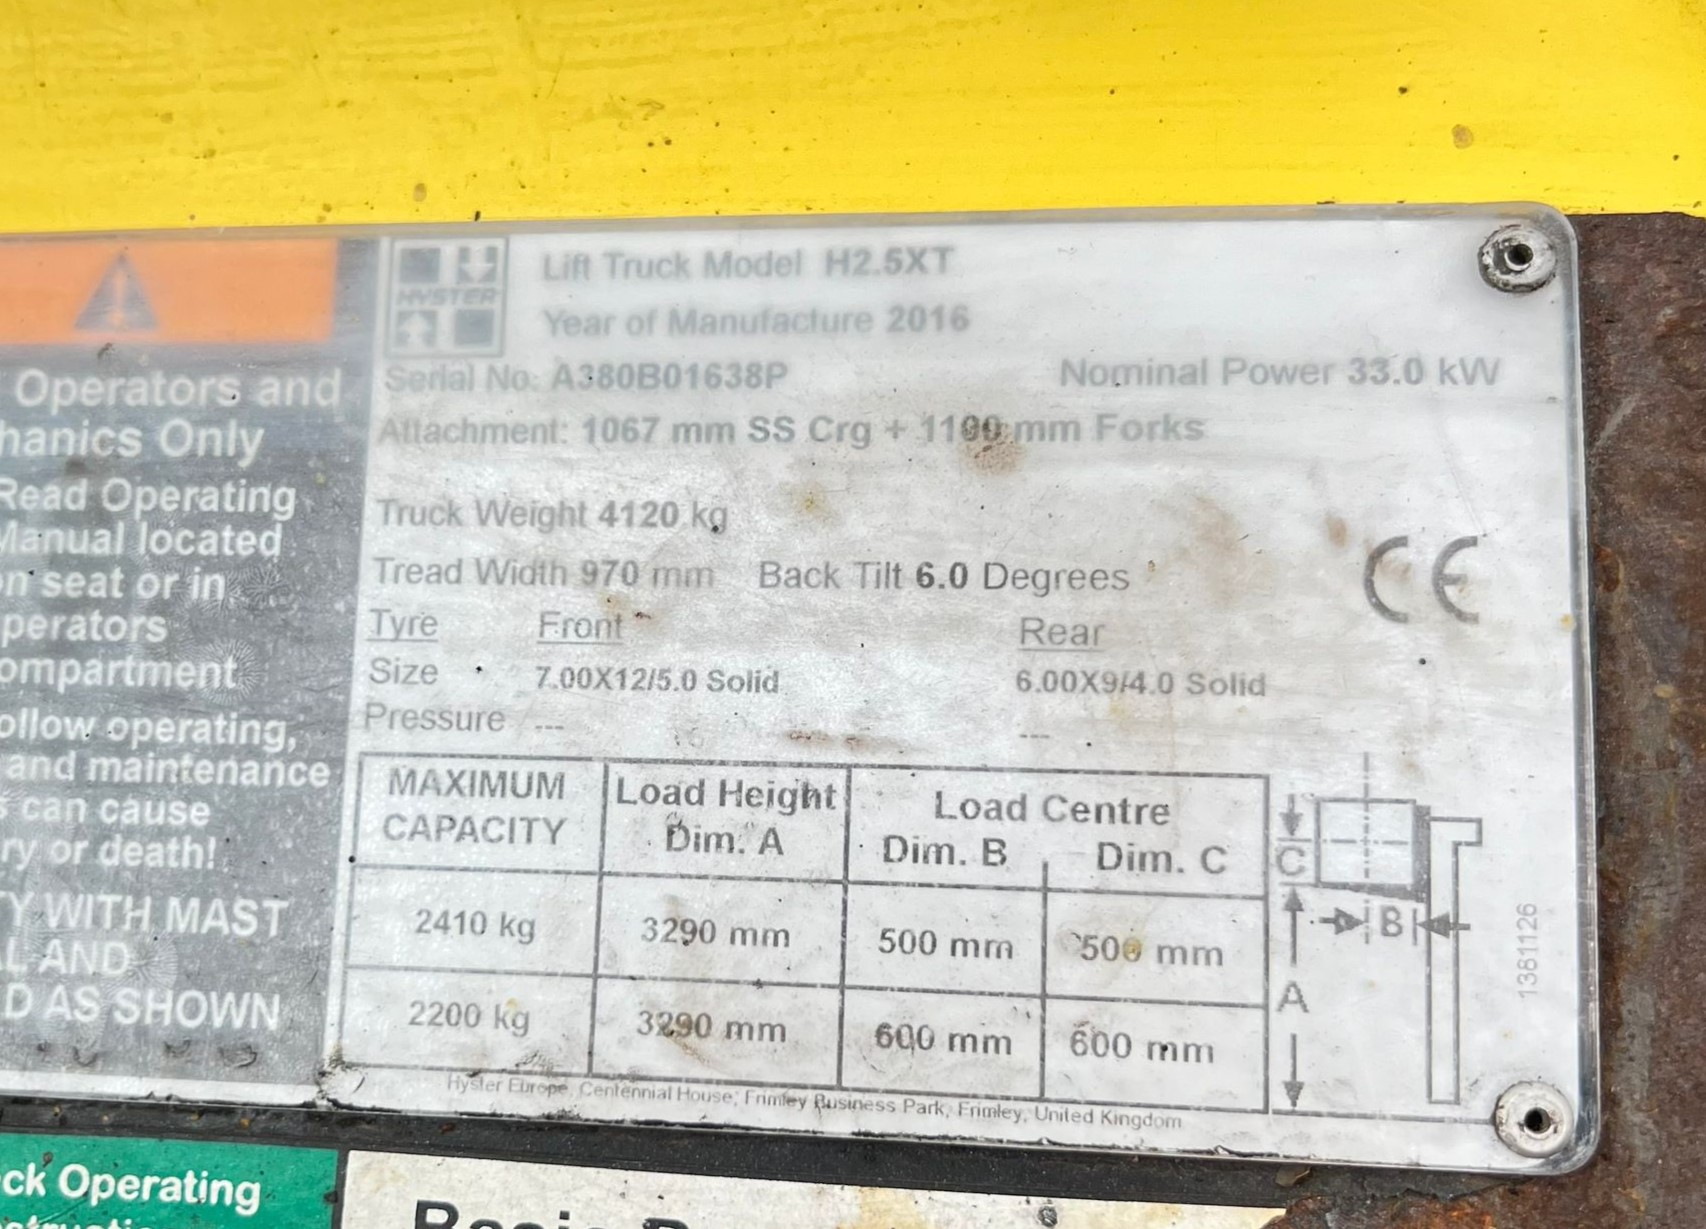 Operators and
hanics Only
Read Operating
Manual located
on seat or in
perators
ompartment
ollow operating,
and maintenance
s can cause
ry or death!
Y WITH MAST
AL AND
D AS SHOWN
HYSTER
Lift Truck Model H2.5XT
Year of Manufacture 2016
Serial No: A380B01638P Nominal Power 33.0 kW
Attachment: 1067 mm SS Crg + 1100 mm Forks
Truck Weight 4120 kg
Tread Width 970 mm Back Tilt 6.0 Degrees
Tyre Front Rear
Size 7.00X12/5.0 Solid 6.00X9/4.0 Solid
Pressure --- ---
CE
MAXIMUM CAPACITY Load Height Dim. A Load Centre Dim. B Dim. C
2410 kg 3290 mm 500 mm 500 mm
2200 kg 3290 mm 600 mm 600 mm
C
B
A
1381126
Hyster Europe, Centennial House, Frimley Business Park, Frimley, United Kingdom
ck Operating